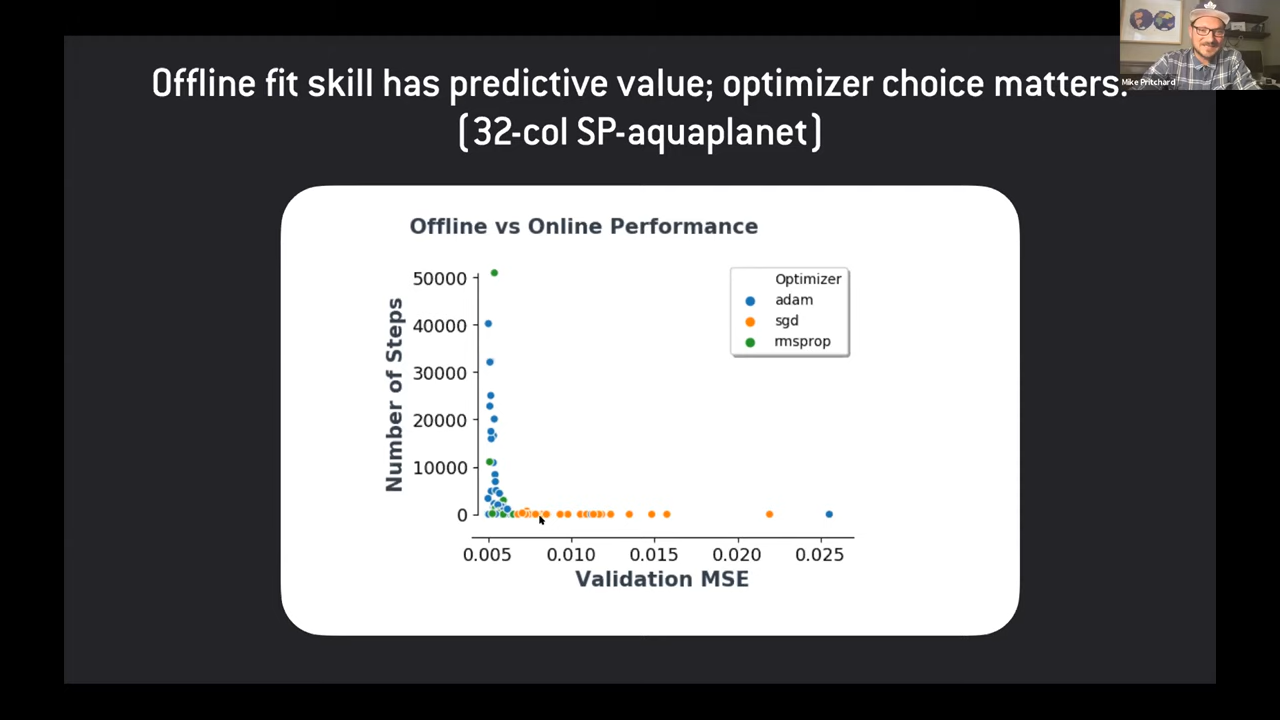 Mike Pritchard
Offline fit skill has predictive value; optimizer choice matters.
(32-col SP-aquaplanet)
Offline vs Online Performance
Number of Steps
50000
40000
30000
20000
10000
0
Optimizer
adam
sgd
rmsprop
0.005 0.010 0.015 0.020 0.025
Validation MSE